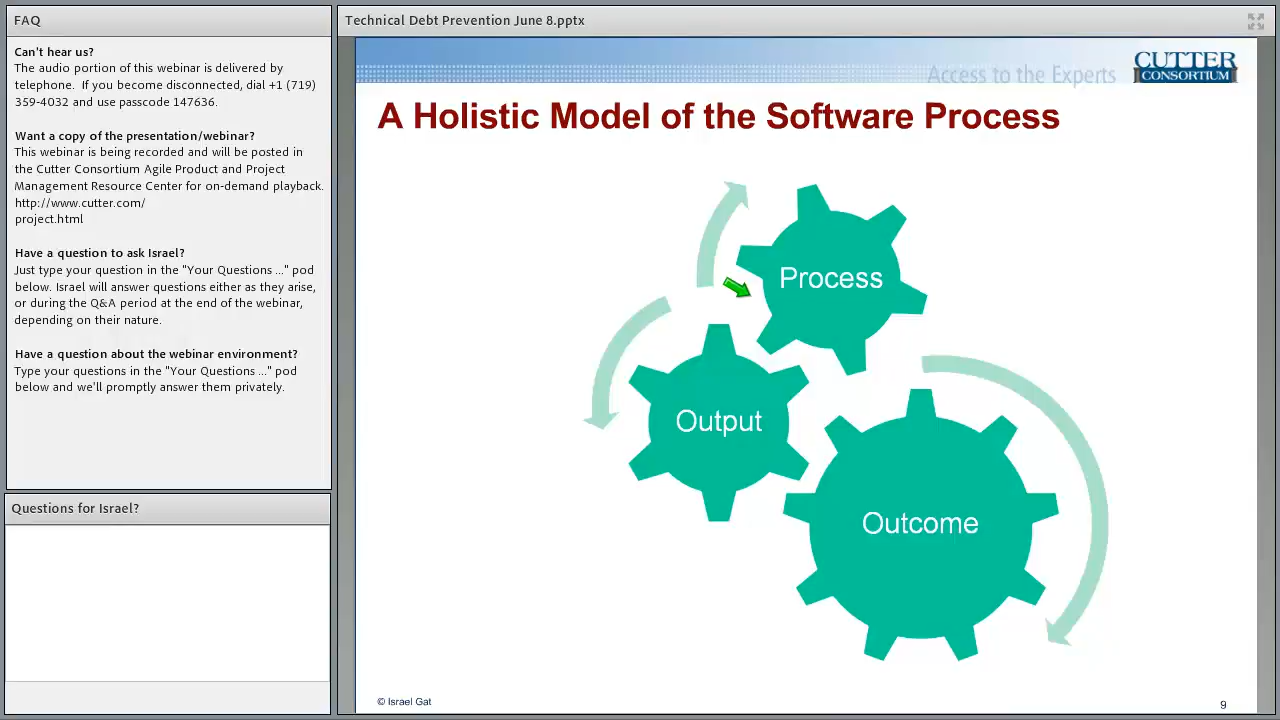 FAQ
Can't hear us?
The audio portion of this webinar is delivered by
telephone. If you become disconnected, dial +1 (719)
359-4032 and use passcode 147636.
Want a copy of the presentation/webinar?
This webinar is being recorded and will be posted in
the Cutter Consortium Agile Product and Project
Management Resource Center for on-demand playback.
http://www.cutter.com/
project.html
Have a question to ask Israel?
Just type your question in the "Your Questions ..." pod
below. Israel will answer questions either as they arise,
or during the Q&A period at the end of the webinar,
depending on their nature.
Have a question about the webinar environment?
Type your questions in the "Your Questions ..." pod
below and we'll promptly answer them privately.
Questions for Israel?
Technical Debt Prevention June 8.pptx
Access to the Experts
CUTTER
CONSORTIUM
A Holistic Model of the Software Process
Process
Output
Outcome
© Israel Gat
9